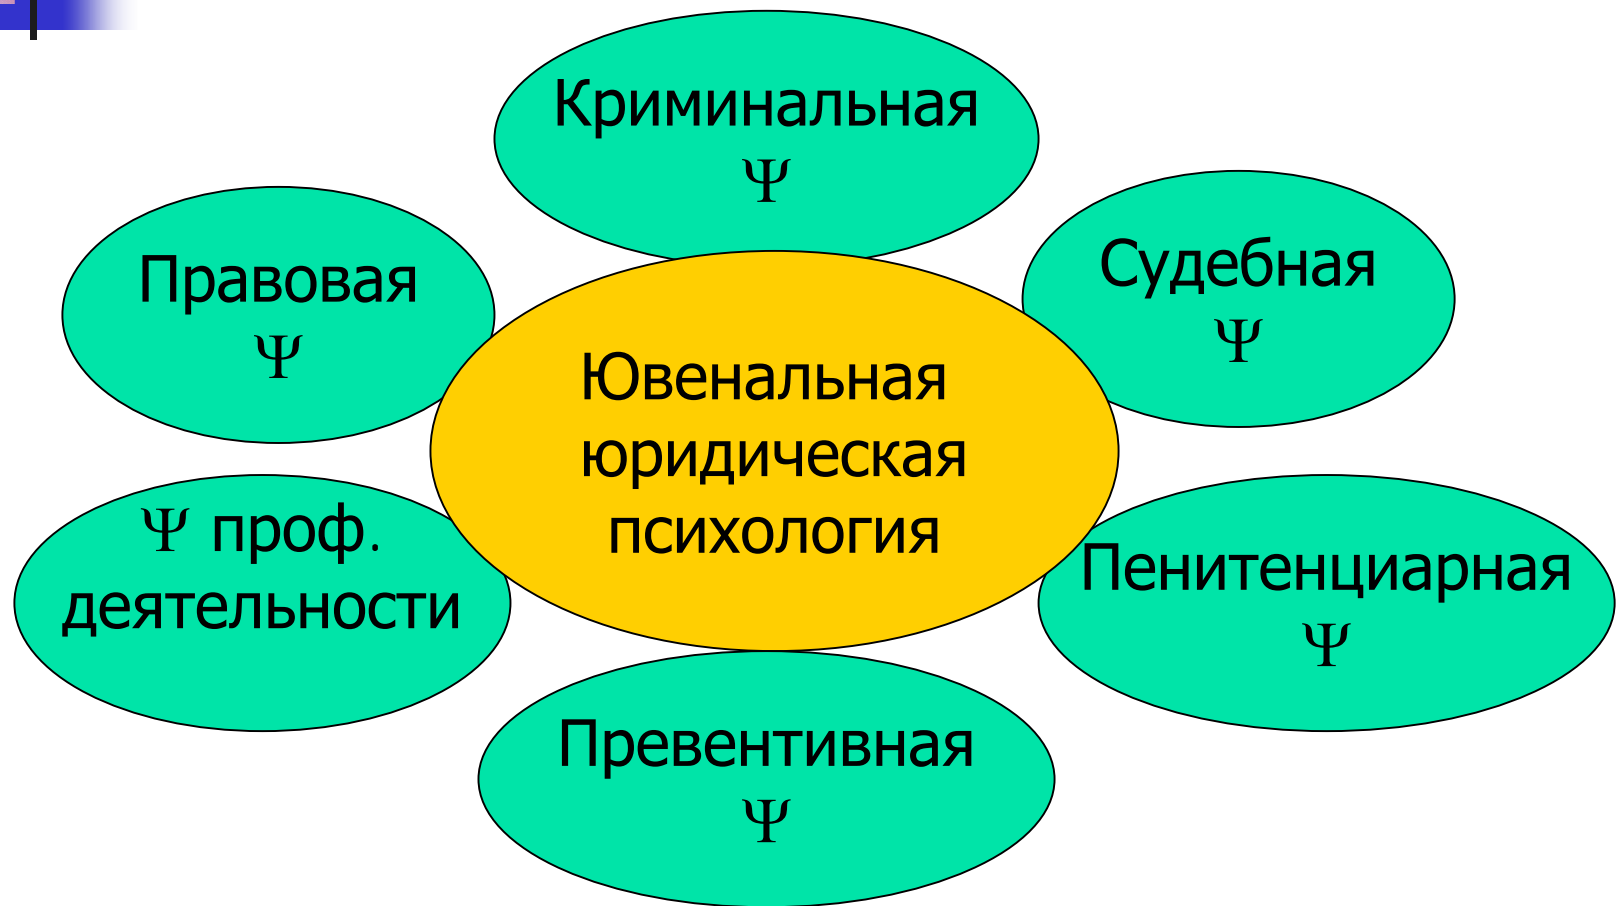 Криминальная
Ψ
Правовая
Ψ
Судебная
Ψ
Ювенальная
юридическая
психология
Ψ проф.
деятельности
Пенитенциарная
Ψ
Превентивная
Ψ